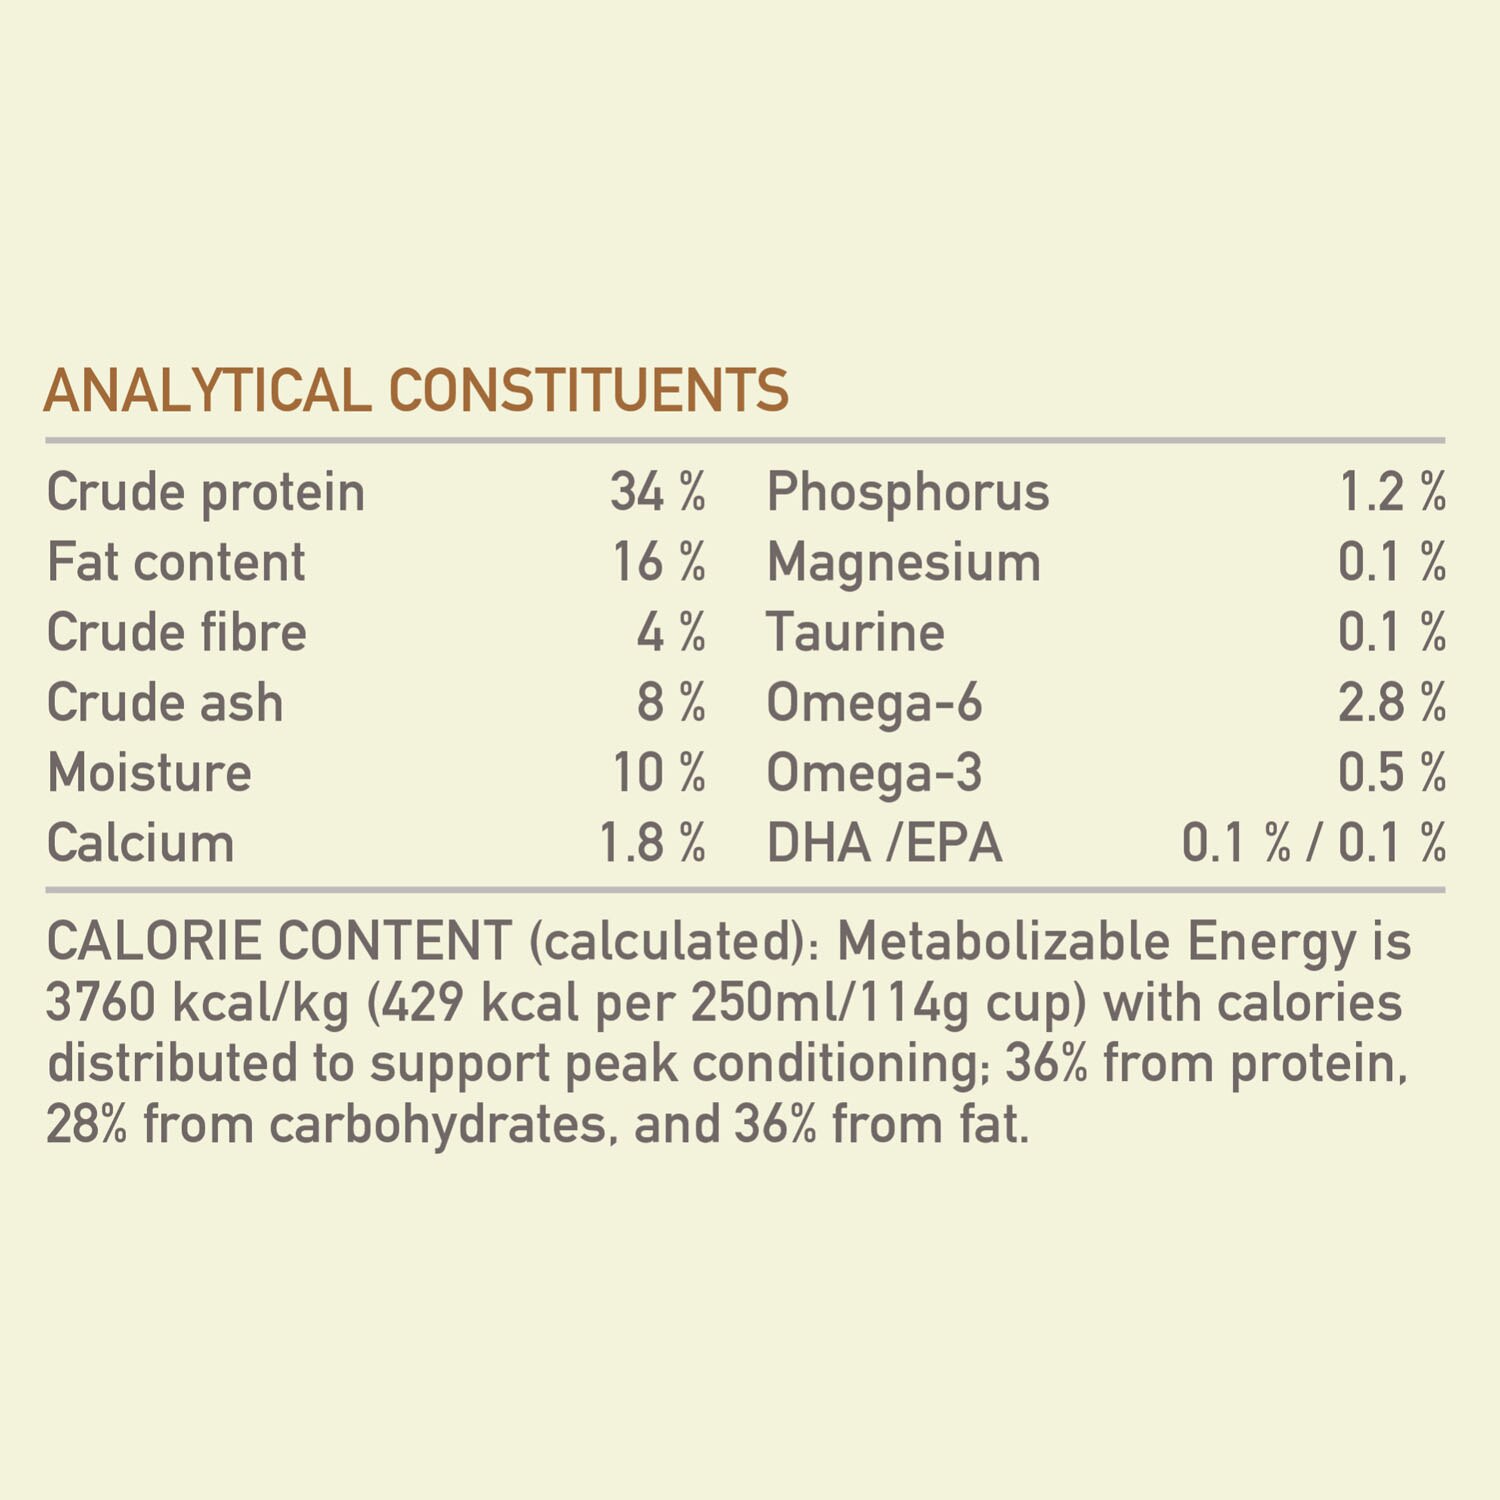 ANALYTICAL CONSTITUENTS
Crude protein 34 % Phosphorus 1.2 %
Fat content 16 % Magnesium 0.1 %
Crude fibre 4 % Taurine 0.1 %
Crude ash 8 % Omega-6 2.8 %
Moisture 10 % Omega-3 0.5 %
Calcium 1.8 % DHA /EPA 0.1 % / 0.1 %
CALORIE CONTENT (calculated): Metabolizable Energy is
3760 kcal/kg (429 kcal per 250ml/114g cup) with calories
distributed to support peak conditioning; 36% from protein,
28% from carbohydrates, and 36% from fat.